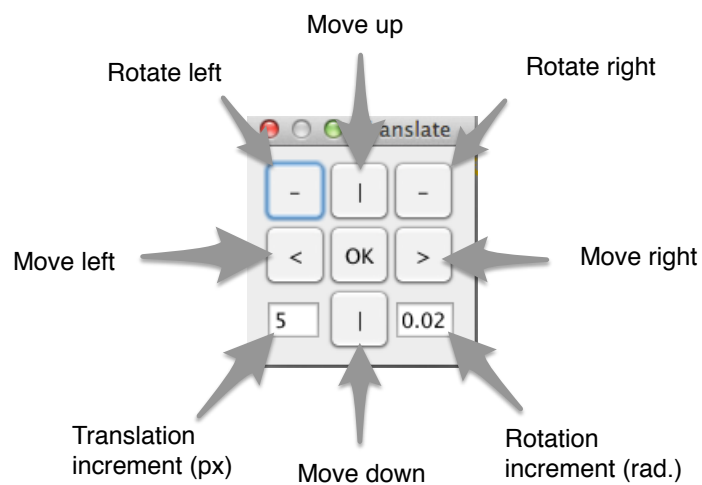 Move up
Rotate left
Rotate right
anslate
-
|
-
Move left
<
OK
>
Move right
5
|
0.02
Translation
increment (px)
Move down
Rotation
increment (rad.)